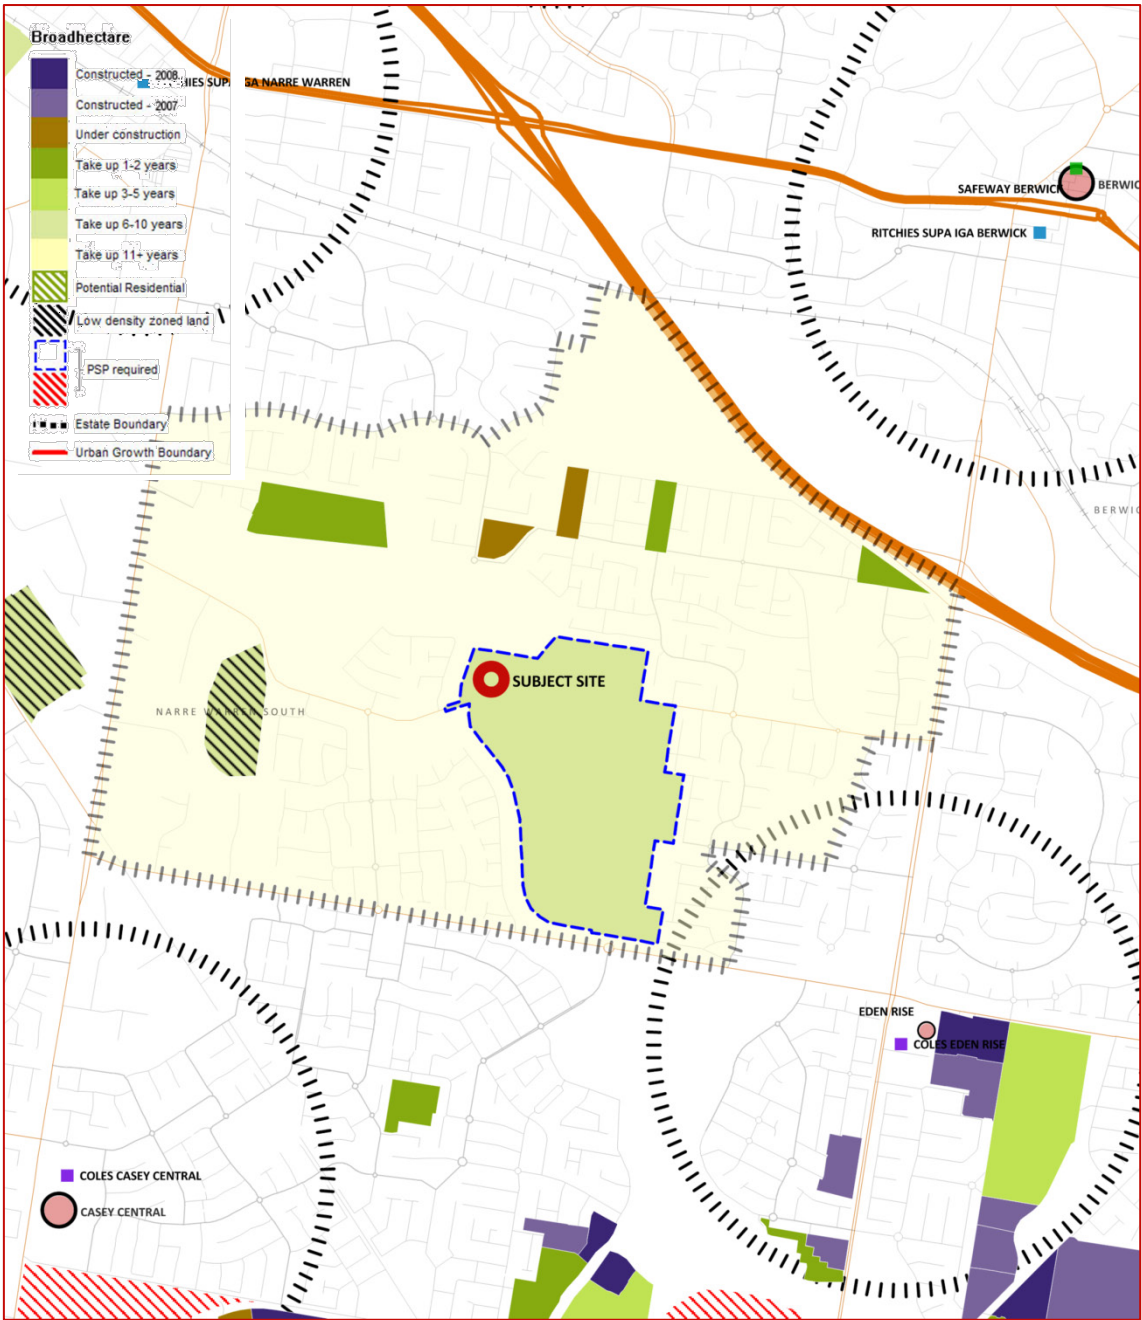 Broadhectare
Constructed - 2008
HIES SUPA IGA NARRE WARREN
Constructed - 2007
Under construction
Take up 1-2 years
Take up 3-5 years
Take up 6-10 years
Take up 11+ years
Potential Residential
Low density zoned land
PSP required
Estate Boundary
Urban Growth Boundary
SAFEWAY BERWICK
BERWIC
RITCHIES SUPA IGA BERWICK
BERWIC
SUBJECT SITE
NARRE WARREN SOUTH
EDEN RISE
COLES EDEN RISE
COLES CASEY CENTRAL
CASEY CENTRAL